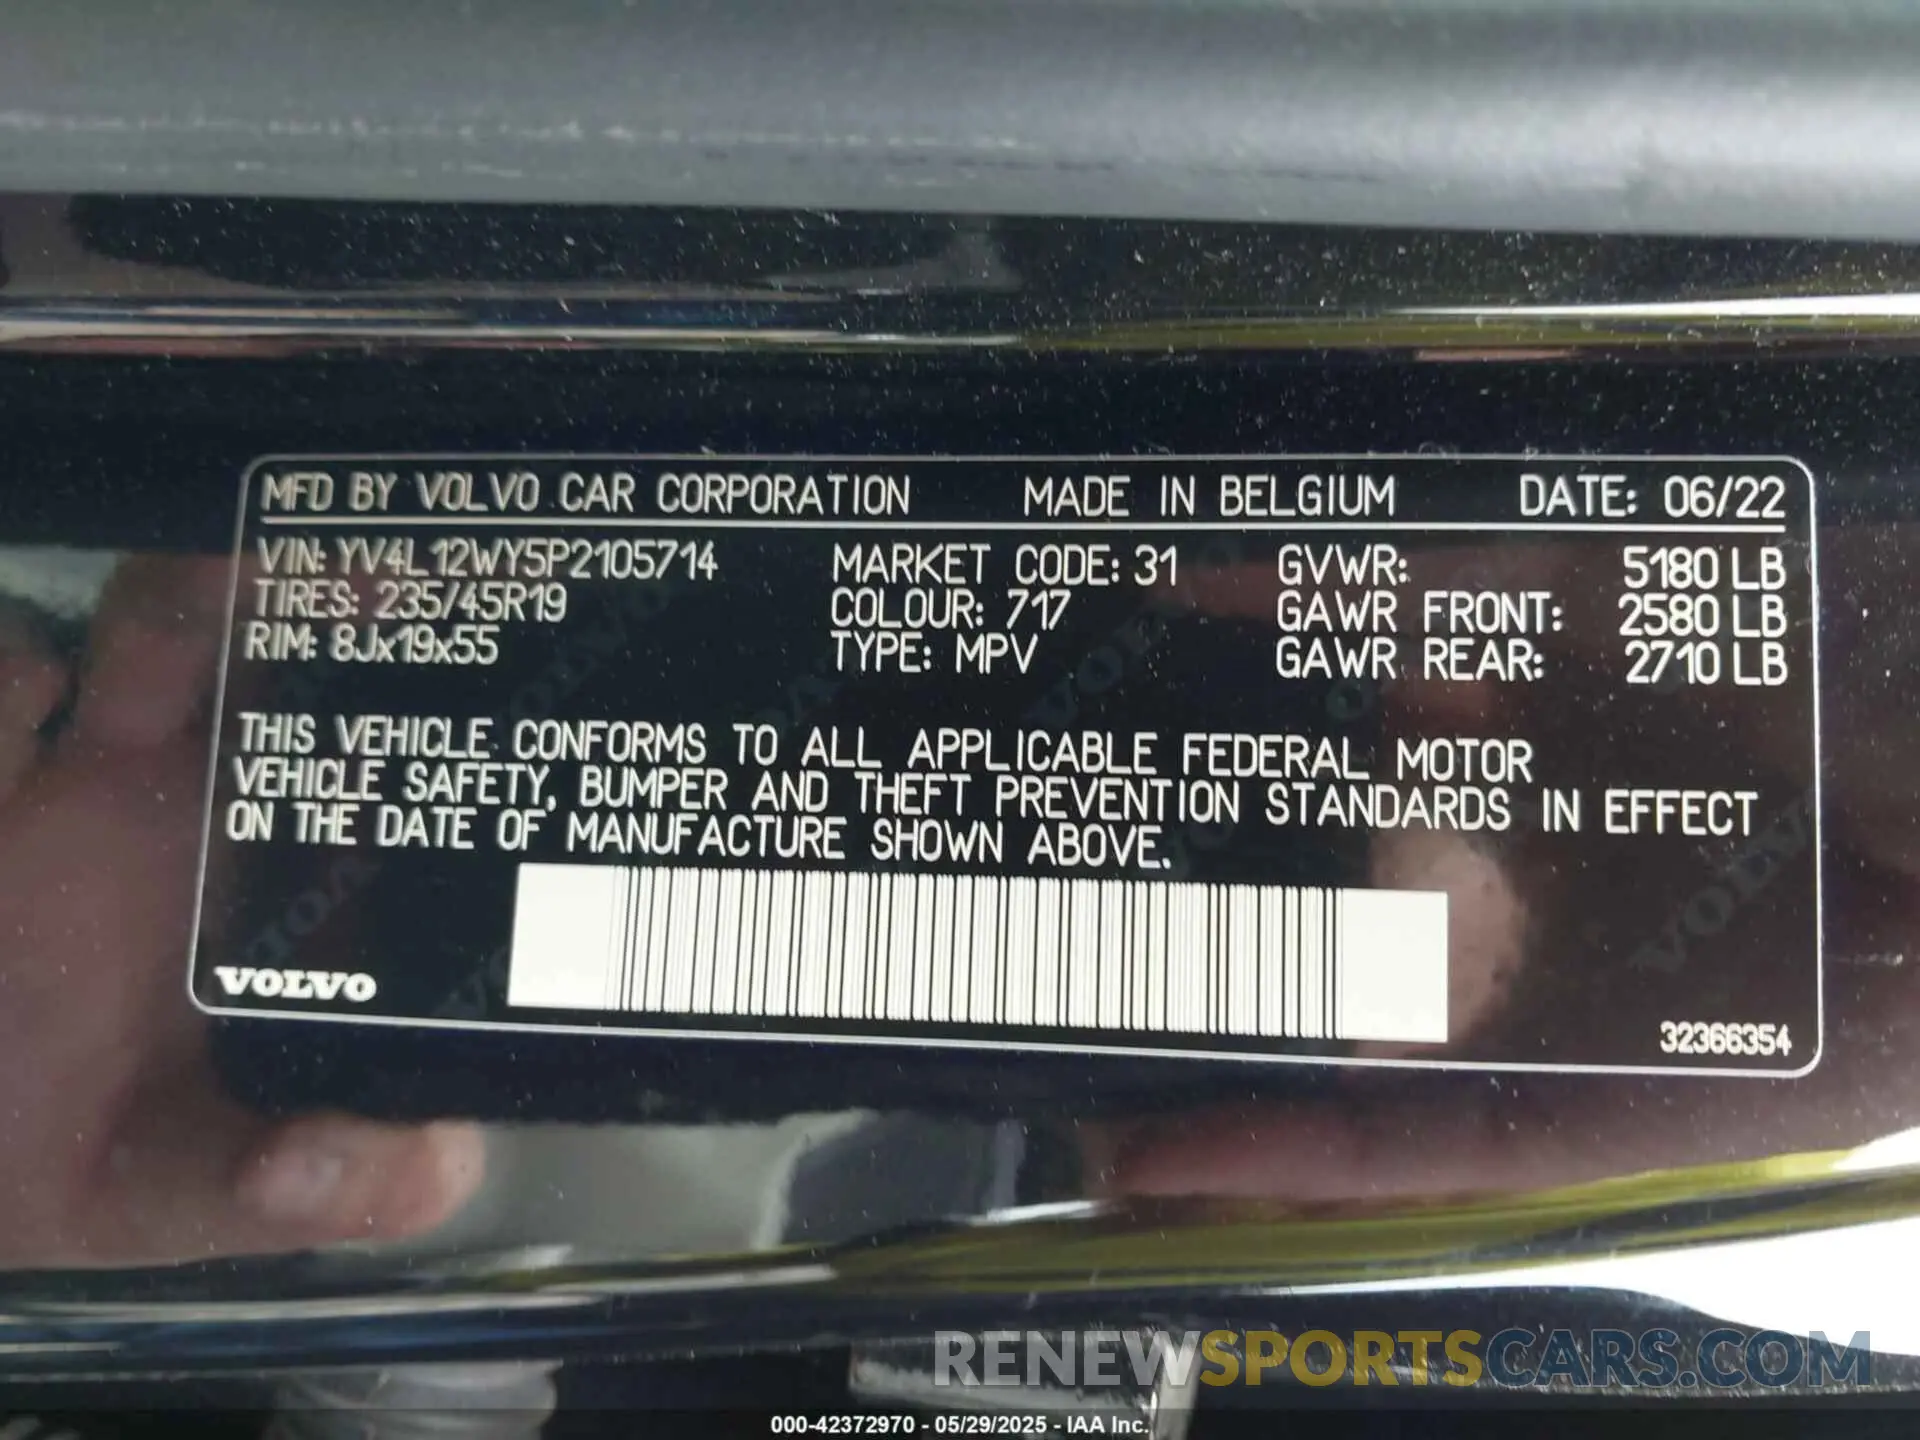 MFD BY VOLVO CAR CORPORATION MADE IN BELGIUM DATE: 06/22
VIN: YV4L12WY5P2105714 MARKET CODE: 31 GVWR: 5180 LB
TIRES: 235/45R19 COLOUR: 717 GAWR FRONT: 2580 LB
RIM: 8Jx19x55 TYPE: MPV GAWR REAR: 2710 LB
THIS VEHICLE CONFORMS TO ALL APPLICABLE FEDERAL MOTOR
VEHICLE SAFETY, BUMPER AND THEFT PREVENTION STANDARDS IN EFFECT
ON THE DATE OF MANUFACTURE SHOWN ABOVE.
VOLVO
32366354
RENEWSPORTSCARS.COM
000-42372970 - 05/29/2025 - IAA Inc.